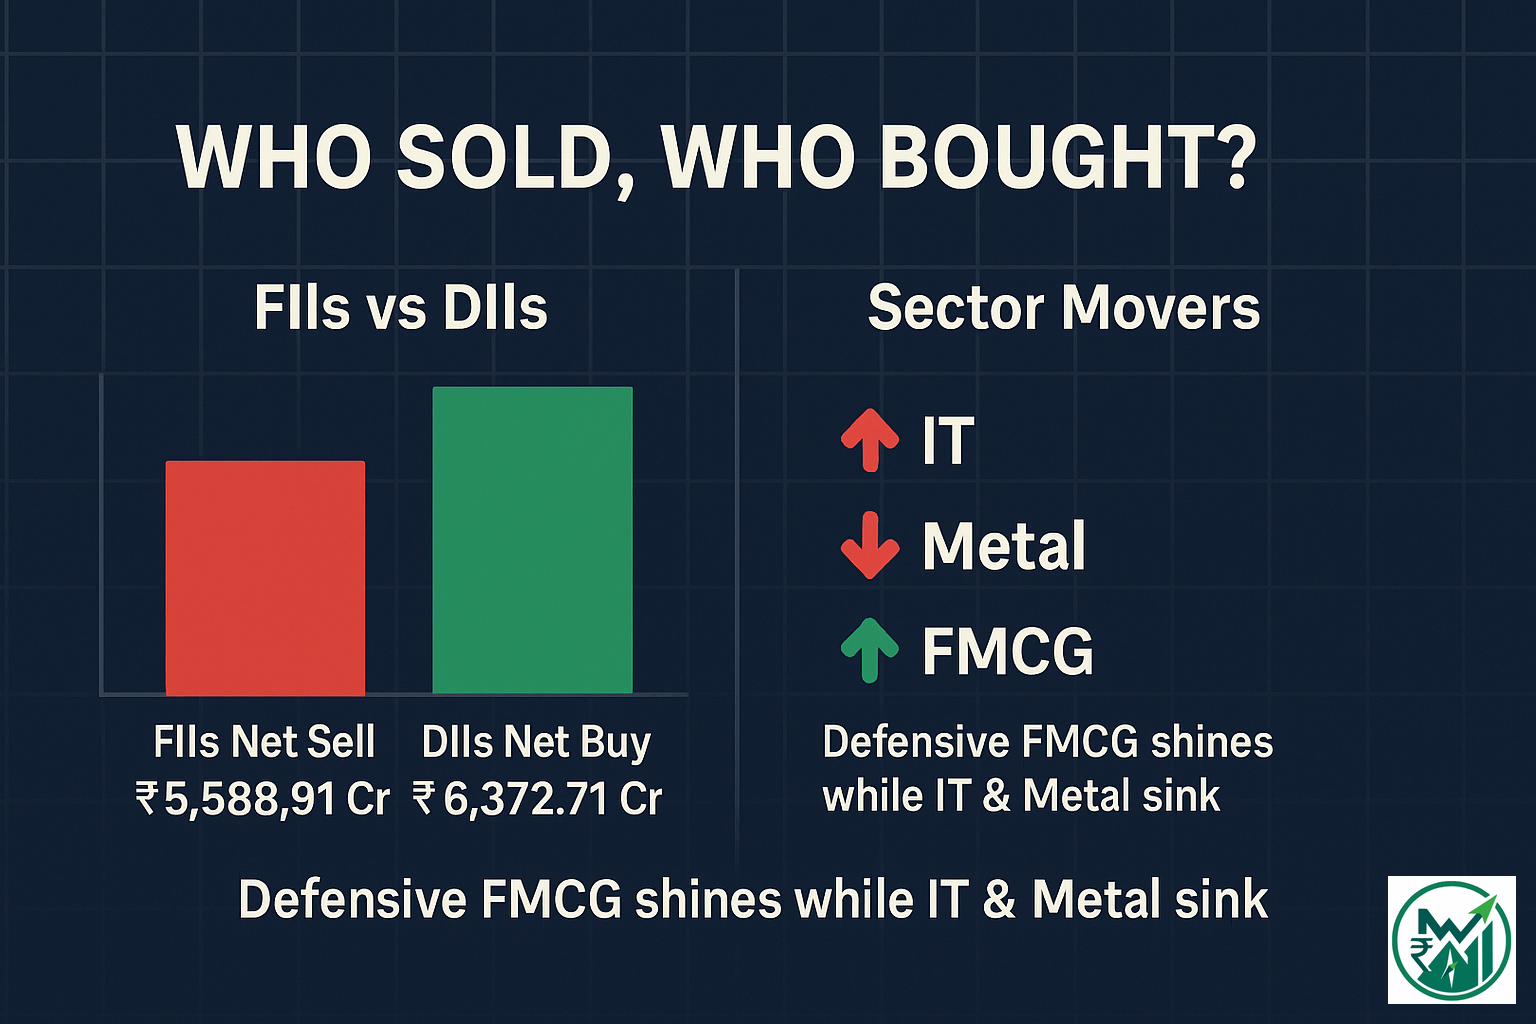 WHO SOLD, WHO BOUGHT?
FIIs vs DIIs
FIIs Net Sell
₹5,588,91 Cr
DIIs Net Buy
₹6,372.71 Cr
Sector Movers
IT
Metal
FMCG
Defensive FMCG shines
while IT & Metal sink
Defensive FMCG shines while IT & Metal sink